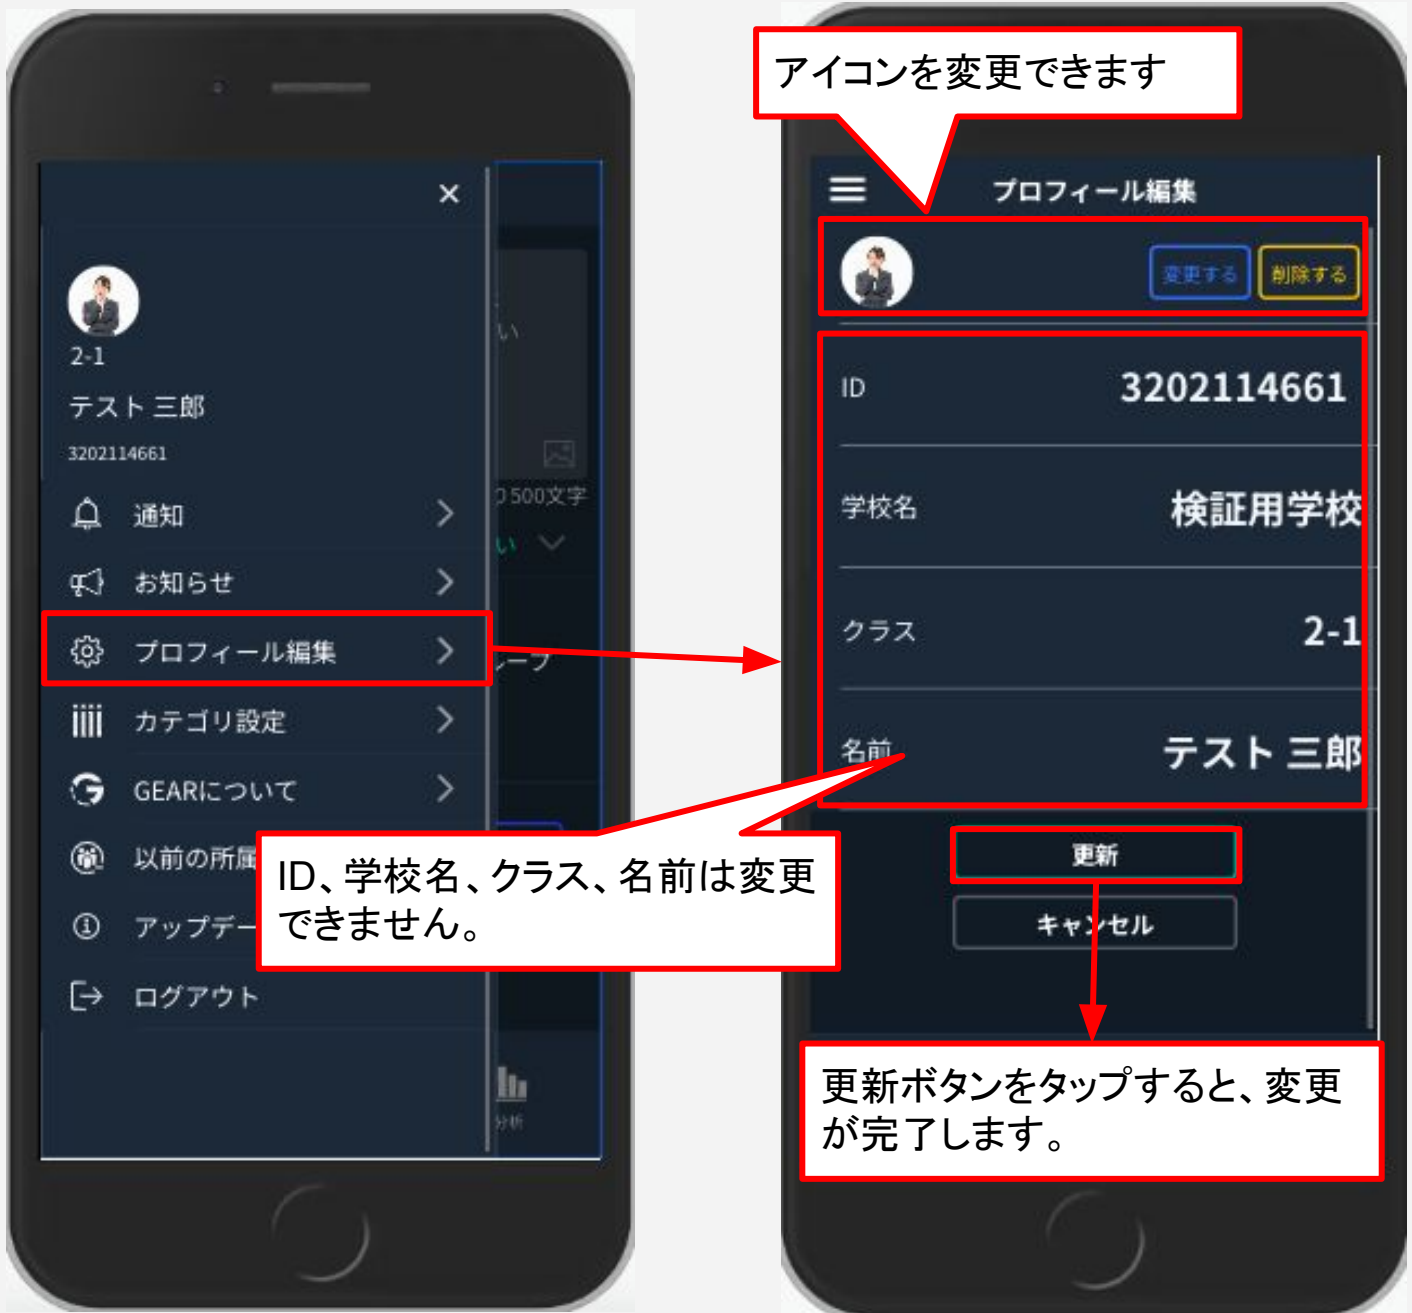 2-1
テスト 三郎
3202114661
通知
お知らせ
プロフィール編集
カテゴリ設定
GEARについて
以前の所属
アップデー
ログアウト
い
500文字
い
ループ
分析
ID、学校名、クラス、名前は変更
できません。
アイコンを変更できます
プロフィール編集
変更する
削除する
ID
3202114661
学校名
検証用学校
クラス
2-1
名前
テスト 三郎
更新
キャンセル
更新ボタンをタップすると、変更
が完了します。